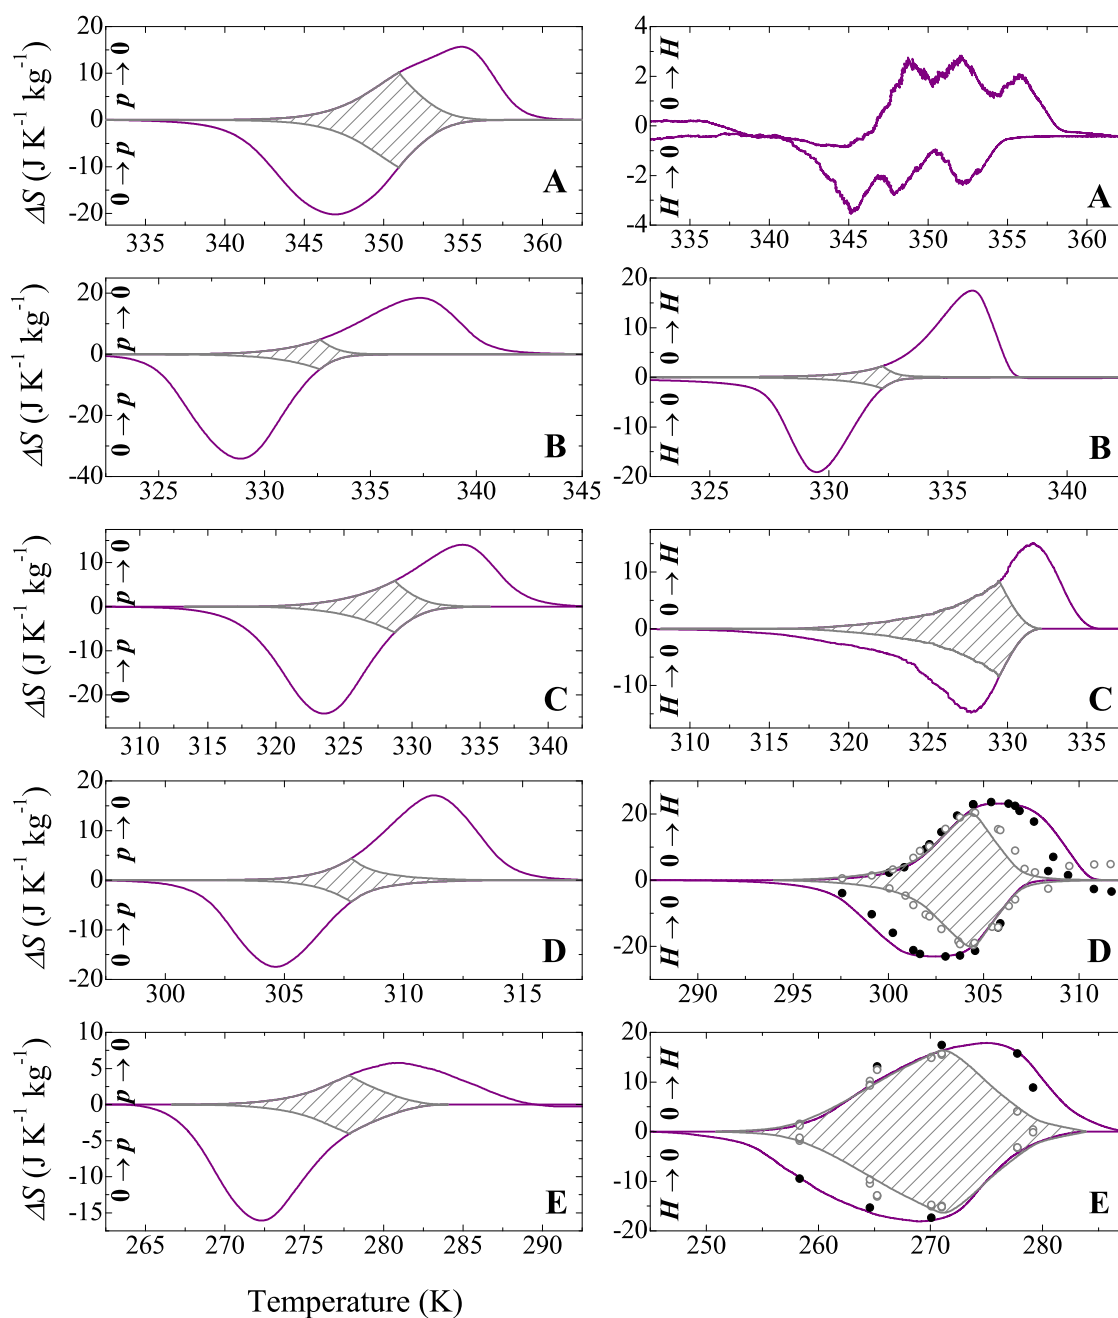 ΔS (J K⁻¹ kg⁻¹)
0→p p→0
20
10
0
-10
-20
A
335 340 345 350 355 360
H→0 0→H
4
2
0
-2
-4
A
335 340 345 350 355 360
ΔS (J K⁻¹ kg⁻¹)
0→p p→0
20
0
-20
-40
B
325 330 335 340 345
H→0 0→H
20
10
0
-10
-20
B
325 330 335 340
ΔS (J K⁻¹ kg⁻¹)
0→p p→0
10
0
-10
-20
C
310 315 320 325 330 335 340
H→0 0→H
10
0
-10
C
310 315 320 325 330 335
ΔS (J K⁻¹ kg⁻¹)
0→p p→0
20
10
0
-10
-20
D
300 305 310 315
H→0 0→H
20
0
-20
D
290 295 300 305 310
ΔS (J K⁻¹ kg⁻¹)
0→p p→0
10
5
0
-5
-10
-15
E
265 270 275 280 285 290
H→0 0→H
20
10
0
-10
-20
E
250 260 270 280
Temperature (K)